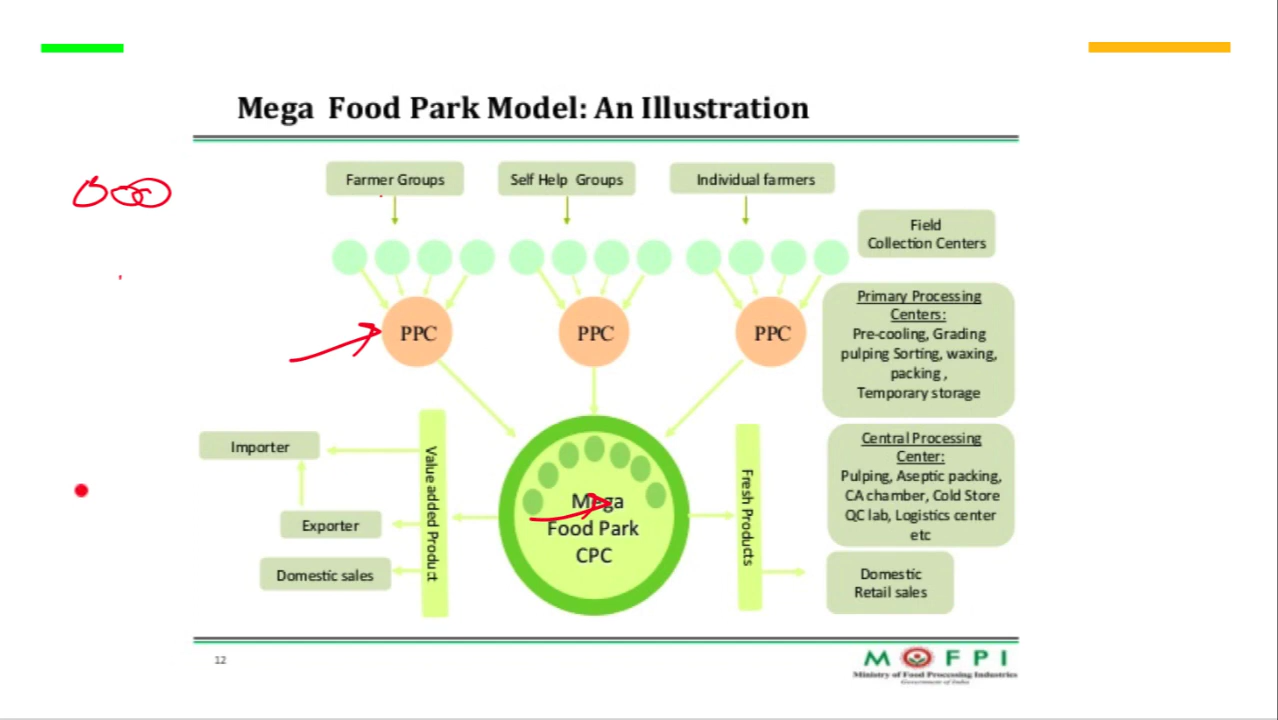 Mega Food Park Model: An Illustration
Farmer Groups
Self Help Groups
Individual farmers
Field
Collection Centers
PPC
PPC
PPC
Primary Processing
Centers:
Pre-cooling, Grading
pulping Sorting, waxing,
packing ,
Temporary storage
Importer
Exporter
Domestic sales
Value added Product
Mega
Food Park
CPC
Fresh Products
Central Processing
Center:
Pulping, Aseptic packing,
CA chamber, Cold Store
QC lab, Logistics center
etc
Domestic
Retail sales
12
MOFPI
Ministry of Food Processing Industries
Government of India